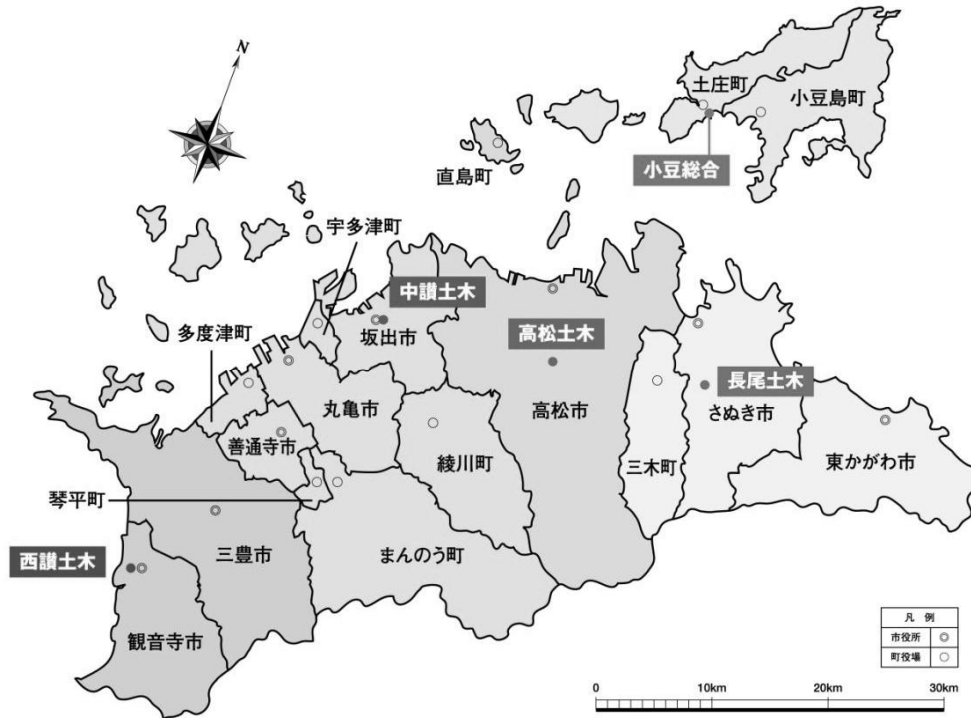 N
土庄町
小豆島町
小豆総合
直島町
宇多津町
中讃土木
多度津町
坂出市
高松土木
長尾土木
丸亀市
高松市
さぬき市
善通寺市
綾川町
三木町
東かがわ市
琴平町
三豊市
まんのう町
西讃土木
観音寺市
凡 例
市役所
町役場
0 10km 20km 30km